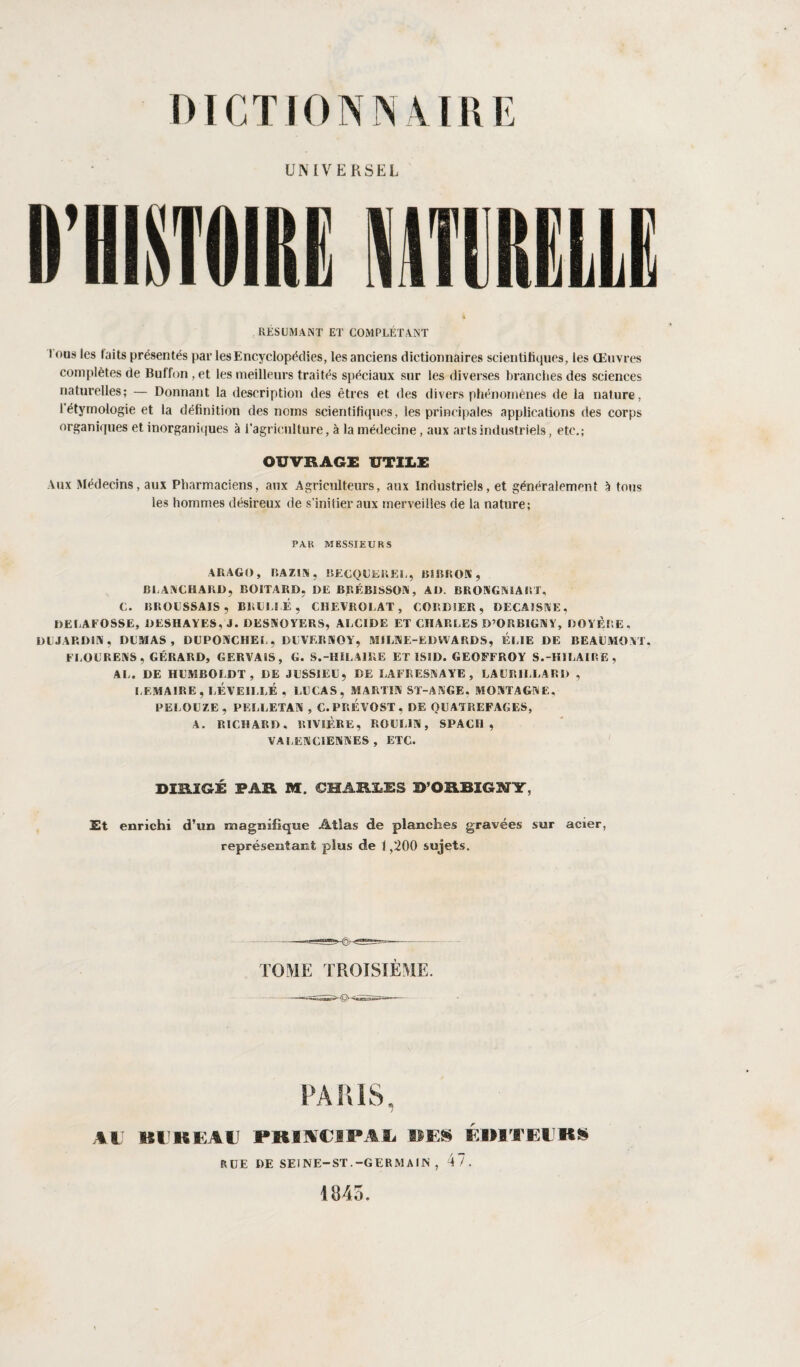 DICTIONNAIRE
UNIVERSEL
D'HISTOIRE NATURELLE
RÉSUMANT ET COMPLÉTANT
Tous les faits présentés par les Encyclopédies, les anciens dictionnaires scientifiques, les Œuvres
complètes de Buffon, et les meilleurs traités spéciaux sur les diverses branches des sciences
naturelles; — Donnant la description des êtres et des divers phénomènes de la nature,
l'étymologie et la définition des noms scientifiques, les principales applications des corps
organiques et inorganiques à l'agriculture, à la médecine, aux arts industriels, etc.;
OUVRAGE UTILE
Aux Médecins, aux Pharmaciens, aux Agriculteurs, aux Industriels, et généralement à tous
les hommes désireux de s'initier aux merveilles de la nature;
PAR MESSIEURS
ARAGO, BAZIN, BECQUEREL, BIBRON,
BLANCHARD, BOITARD, DE BRÉBISSON, AD. BRONGNIART,
C. BROUSSAIS, BRULLÉ, CHEVROLAT, CORDIER, DECAISNE,
DELAFOSSE, DESHAYES, J. DESNOYERS, ALCIDE ET CHARLES D'ORBIGNY, DOYÈRE,
DUJARDIN, DUMAS, DUPONCHEL, DUVERNOY, MILNE-EDWARDS, ÉLIE DE BEAUMONT,
FLOURENS, GÉRARD, GERVAIS, G. S.-HILAIRE ET ISID. GEOFFROY S.-HILAIRE,
AL. DE HUMBOLDT, DE JUSSIEU, DE LAFRESNAYE, LAURILLARD,
LEMAIRE, LÉVEILLÉ, LUCAS, MARTIN ST-ANGE, MONTAGNE,
PELOUZE, PELLETAN, C. PRÉVOST, DE QUATREFAGES,
A. RICHARD, RIVIÈRE, ROULIN, SPACH,
VALENCIENNES, ETC.
DIRIGÉ PAR M. CHARLES D'ORBIGNY,
Et enrichi d'un magnifique Atlas de planches gravées sur acier,
représentant plus de 1,200 sujets.
TOME TROISIÈME.
PARIS,
AU BUREAU PRINCIPAL DES ÉDITEURS
RUE DE SEINE-ST.-GERMAIN, 47.
1843.